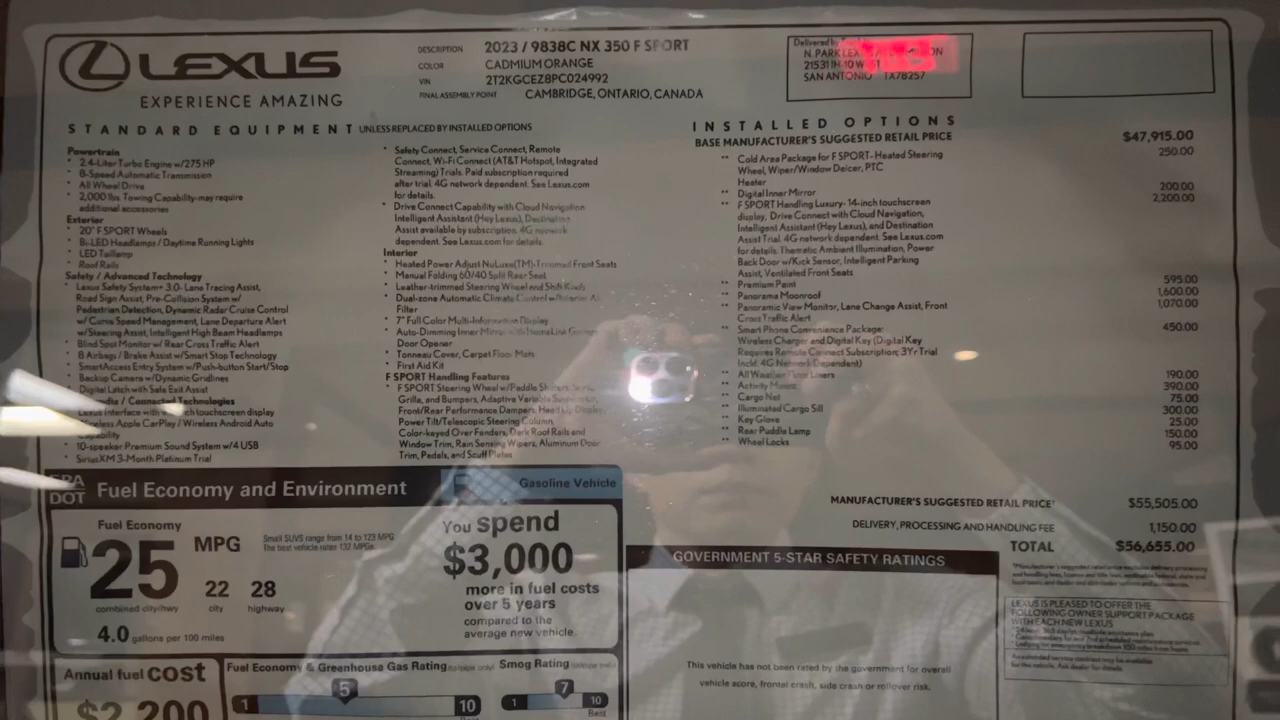 LEXUS
EXPERIENCE AMAZING
DESCRIPTION 2023 / 9838C NX 350 F SPORT
COLOR CADMIUM ORANGE
VIN 2T2KGCEZ8PC024992
FINAL ASSEMBLY POINT CAMBRIDGE, ONTARIO, CANADA
Delivered by
N. PARK LEX
21531 IH-10 W
SAN ANTONIO TX78257
STANDARD EQUIPMENT UNLESS REPLACED BY INSTALLED OPTIONS
Powertrain
* 2.4-Liter Turbo Engine w/275 HP
* 8-Speed Automatic Transmission
* All Wheel Drive
* 2,000 lbs. Towing Capability-may require
additional accessories
Exterior
* 20" F SPORT Wheels
* Bi-LED Headlamps / Daytime Running Lights
* LED Taillamp
* Roof Rails
Safety / Advanced Technology
* Lexus Safety System+ 3.0- Lane Tracing Assist,
Road Sign Assist, Pre-Collision System w/
Pedestrian Detection, Dynamic Radar Cruise Control
w/ Curve Speed Management, Lane Departure Alert
w/ Steering Assist, Intelligent High Beam Headlamps
* Blind Spot Monitor w/ Rear Cross Traffic Alert
* 8 Airbags / Brake Assist w/Smart Stop Technology
* SmartAccess Entry System w/Push-button Start/Stop
* Backup Camera w/Dynamic Gridlines
* Digital Latch with Safe Exit Assist
/ Connected Technologies
* Lexus Interface with touchscreen display
Wireless Apple CarPlay / Wireless Android Auto
Capability
* 10-speaker Premium Sound System w/4 USB
* SiriusXM 3-Month Platinum Trial
* Safety Connect, Service Connect, Remote
Connect, Wi-Fi Connect (AT&T Hotspot, Integrated
Streaming) Trials. Paid subscription required
after trial. 4G network dependent. See Lexus.com
for details.
* Drive Connect Capability with Cloud Navigation
Intelligent Assistant (Hey Lexus), Destination
Assist available by subscription. 4G network
dependent. See Lexus.com for details.
Interior
* Heated Power Adjust NuLuxe(TM)-Trimmed Front Seats
* Manual Folding 60/40 Split Rear Seat
* Leather-trimmed Steering Wheel and Shift Knob
* Dual-zone Automatic Climate Control w/Interior Air
Filter
* 7" Full Color Multi-Information Display
* Auto-Dimming Inner Mirror with HomeLink Garage
Door Opener
* Tonneau Cover, Carpet Floor Mats
* First Aid Kit
F SPORT Handling Features
* F SPORT Steering Wheel w/Paddle Shifters, Seats,
Grille, and Bumpers, Adaptive Variable Suspension,
Front/Rear Performance Dampers, Head Up Display,
Power Tilt/Telescopic Steering Column,
Color-keyed Over Fenders, Dark Roof Rails and
Window Trim, Rain Sensing Wipers, Aluminum Door
Trim, Pedals, and Scuff Plates
INSTALLED OPTIONS
BASE MANUFACTURER'S SUGGESTED RETAIL PRICE $47,915.00
** Cold Area Package for F SPORT- Heated Steering 250.00
Wheel, Wiper/Window Deicer, PTC
Heater
** Digital Inner Mirror 200.00
** F SPORT Handling Luxury- 14-inch touchscreen 2,200.00
display, Drive Connect with Cloud Navigation,
Intelligent Assistant (Hey Lexus), and Destination
Assist Trial. 4G network dependent. See Lexus.com
for details. Thematic Ambient Illumination, Power
Back Door w/Kick Sensor, Intelligent Parking
Assist, Ventilated Front Seats
** Premium Paint 595.00
** Panorama Moonroof 1,600.00
** Panoramic View Monitor, Lane Change Assist, Front 1,070.00
Cross Traffic Alert
** Smart Phone Convenience Package: 450.00
Wireless Charger and Digital Key (Digital Key
Requires Remote Connect Subscription; 3Yr Trial
Incld. 4G Network Dependent)
** All Weather Floor Liners 190.00
** Activity Mount 390.00
** Cargo Net 75.00
** Illuminated Cargo Sill 300.00
** Key Glove 25.00
** Rear Puddle Lamp 150.00
** Wheel Locks 95.00
MANUFACTURER'S SUGGESTED RETAIL PRICE* $55,505.00
DELIVERY, PROCESSING AND HANDLING FEE 1,150.00
TOTAL $56,655.00
EPA
DOT Fuel Economy and Environment Gasoline Vehicle
Fuel Economy
25 MPG
Small SUVS range from 14 to 123 MPG
The best vehicle rates 132 MPGe.
22 28
combined city/hwy city highway
4.0 gallons per 100 miles
You spend
$3,000
more in fuel costs
over 5 years
compared to the
average new vehicle.
Annual fuel COST
$2,200
Fuel Economy & Greenhouse Gas Rating (tailpipe only) Smog Rating (tailpipe only)
5 7
1 10 1 10
Best Best
GOVERNMENT 5-STAR SAFETY RATINGS
This vehicle has not been rated by the government for overall
vehicle score, frontal crash, side crash or rollover risk.
LEXUS IS PLEASED TO OFFER THE
FOLLOWING OWNER SUPPORT PACKAGE
WITH EACH NEW LEXUS